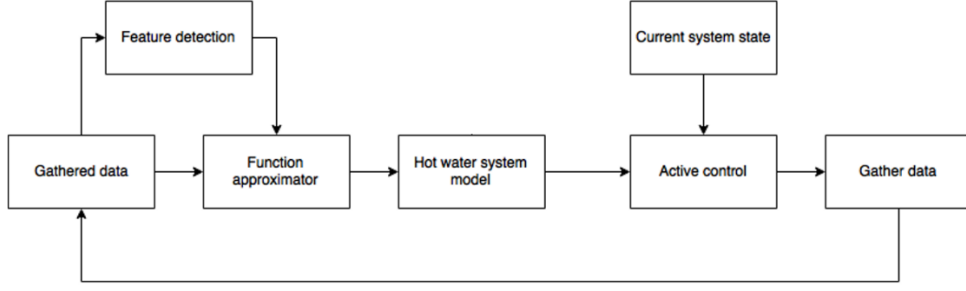 Feature detection
Current system state
Gathered data
Function
approximator
Hot water system
model
Active control
Gather data